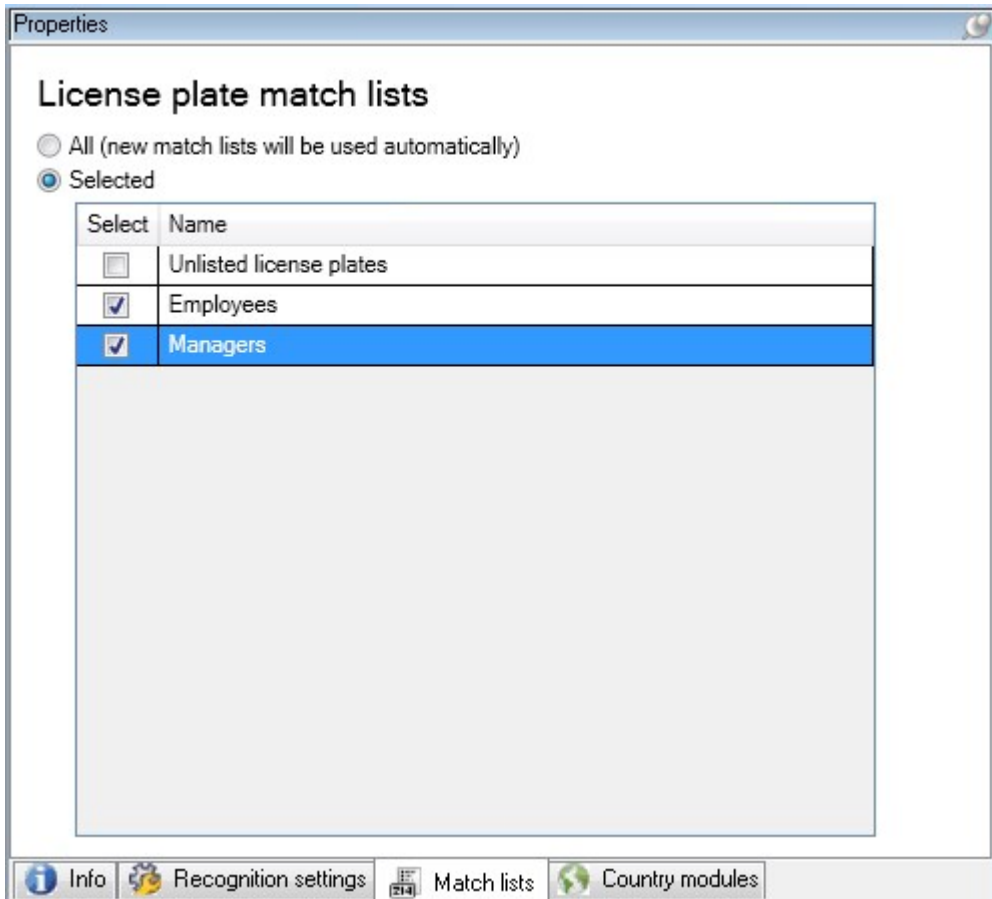 Properties
License plate match lists
All (new match lists will be used automatically)
Selected
Select Name
Unlisted license plates
Employees
Managers
Info Recognition settings Match lists Country modules